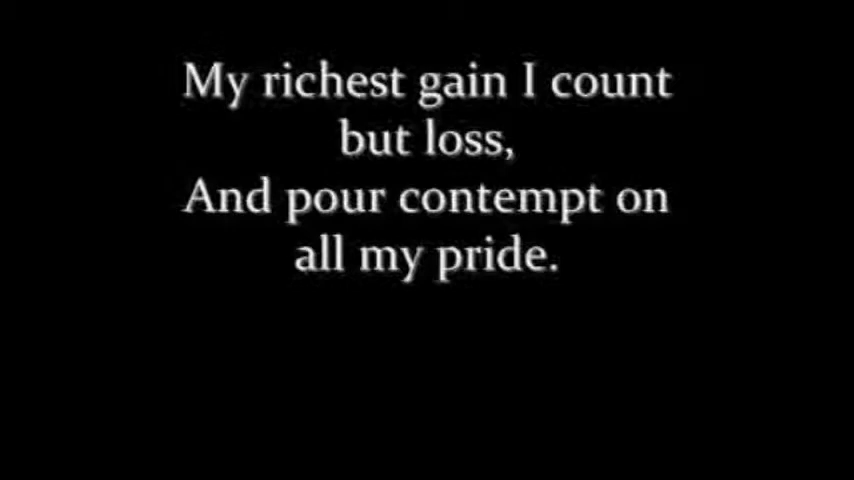 My richest gain I count
but loss,
And pour contempt on
all my pride.